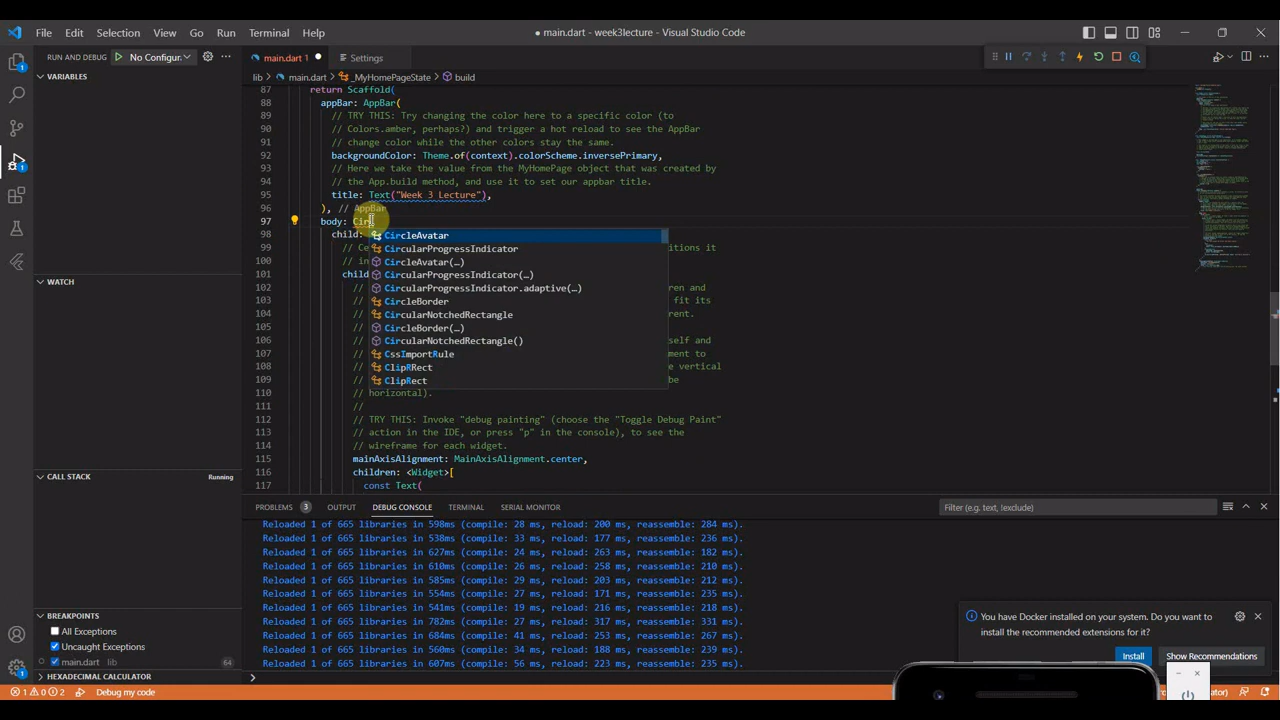 File Edit Selection View Go Run Terminal Help
● main.dart - week3lecture - Visual Studio Code
RUN AND DEBUG No Configur
main.dart 1 ● Settings
VARIABLES
lib > main.dart > _MyHomePageState > build
87 return Scaffold(
88 appBar: AppBar(
89 // TRY THIS: Try changing the color here to a specific color (to
90 // Colors.amber, perhaps?) and trigger a hot reload to see the AppBar
91 // change color while the other colors stay the same.
92 backgroundColor: Theme.of(context).colorScheme.inversePrimary,
93 // Here we take the value from the MyHomePage object that was created by
94 // the App.build method, and use it to set our appbar title.
95 title: Text("Week 3 Lecture"),
96 ), // AppBar
97 body: Cir
98 child:
CircleAvatar
99 // Ce
sitions it
CircularProgressIndicator
100 // in
CircleAvatar(…)
101 child
CircularProgressIndicator(…)
102 //
ren and
CircularProgressIndicator.adaptive(…)
103 //
fit its
CircleBorder
104 //
rent.
CircularNotchedRectangle
105 //
CircleBorder(…)
106 //
self and
CircularNotchedRectangle()
107 //
ment to
CssImportRule
108 //
e vertical
ClipRRect
109 //
be
ClipRect
110 // horizontal).
111 //
112 // TRY THIS: Invoke "debug painting" (choose the "Toggle Debug Paint"
113 // action in the IDE, or press "p" in the console), to see the
114 // wireframe for each widget.
115 mainAxisAlignment: MainAxisAlignment.center,
116 children: <Widget>[
117 const Text(
WATCH
CALL STACK Running
PROBLEMS 3 OUTPUT DEBUG CONSOLE TERMINAL SERIAL MONITOR
Filter (e.g. text, !exclude)
Reloaded 1 of 665 libraries in 598ms (compile: 28 ms, reload: 200 ms, reassemble: 284 ms).
Reloaded 1 of 665 libraries in 538ms (compile: 33 ms, reload: 177 ms, reassemble: 236 ms).
Reloaded 1 of 665 libraries in 627ms (compile: 24 ms, reload: 263 ms, reassemble: 182 ms).
Reloaded 1 of 665 libraries in 610ms (compile: 26 ms, reload: 258 ms, reassemble: 210 ms).
Reloaded 1 of 665 libraries in 585ms (compile: 29 ms, reload: 203 ms, reassemble: 212 ms).
Reloaded 1 of 665 libraries in 554ms (compile: 27 ms, reload: 171 ms, reassemble: 235 ms).
Reloaded 1 of 665 libraries in 541ms (compile: 19 ms, reload: 216 ms, reassemble: 218 ms).
Reloaded 1 of 665 libraries in 782ms (compile: 27 ms, reload: 317 ms, reassemble: 331 ms).
Reloaded 1 of 665 libraries in 684ms (compile: 41 ms, reload: 253 ms, reassemble: 267 ms).
Reloaded 1 of 665 libraries in 560ms (compile: 34 ms, reload: 188 ms, reassemble: 239 ms).
Reloaded 1 of 665 libraries in 607ms (compile: 56 ms, reload: 223 ms, reassemble: 235 ms).
BREAKPOINTS
All Exceptions
Uncaught Exceptions
main.dart lib 64
HEXADECIMAL CALCULATOR
You have Docker installed on your system. Do you want to
install the recommended extensions for it?
Install Show Recommendations
1 0 2 Debug my code